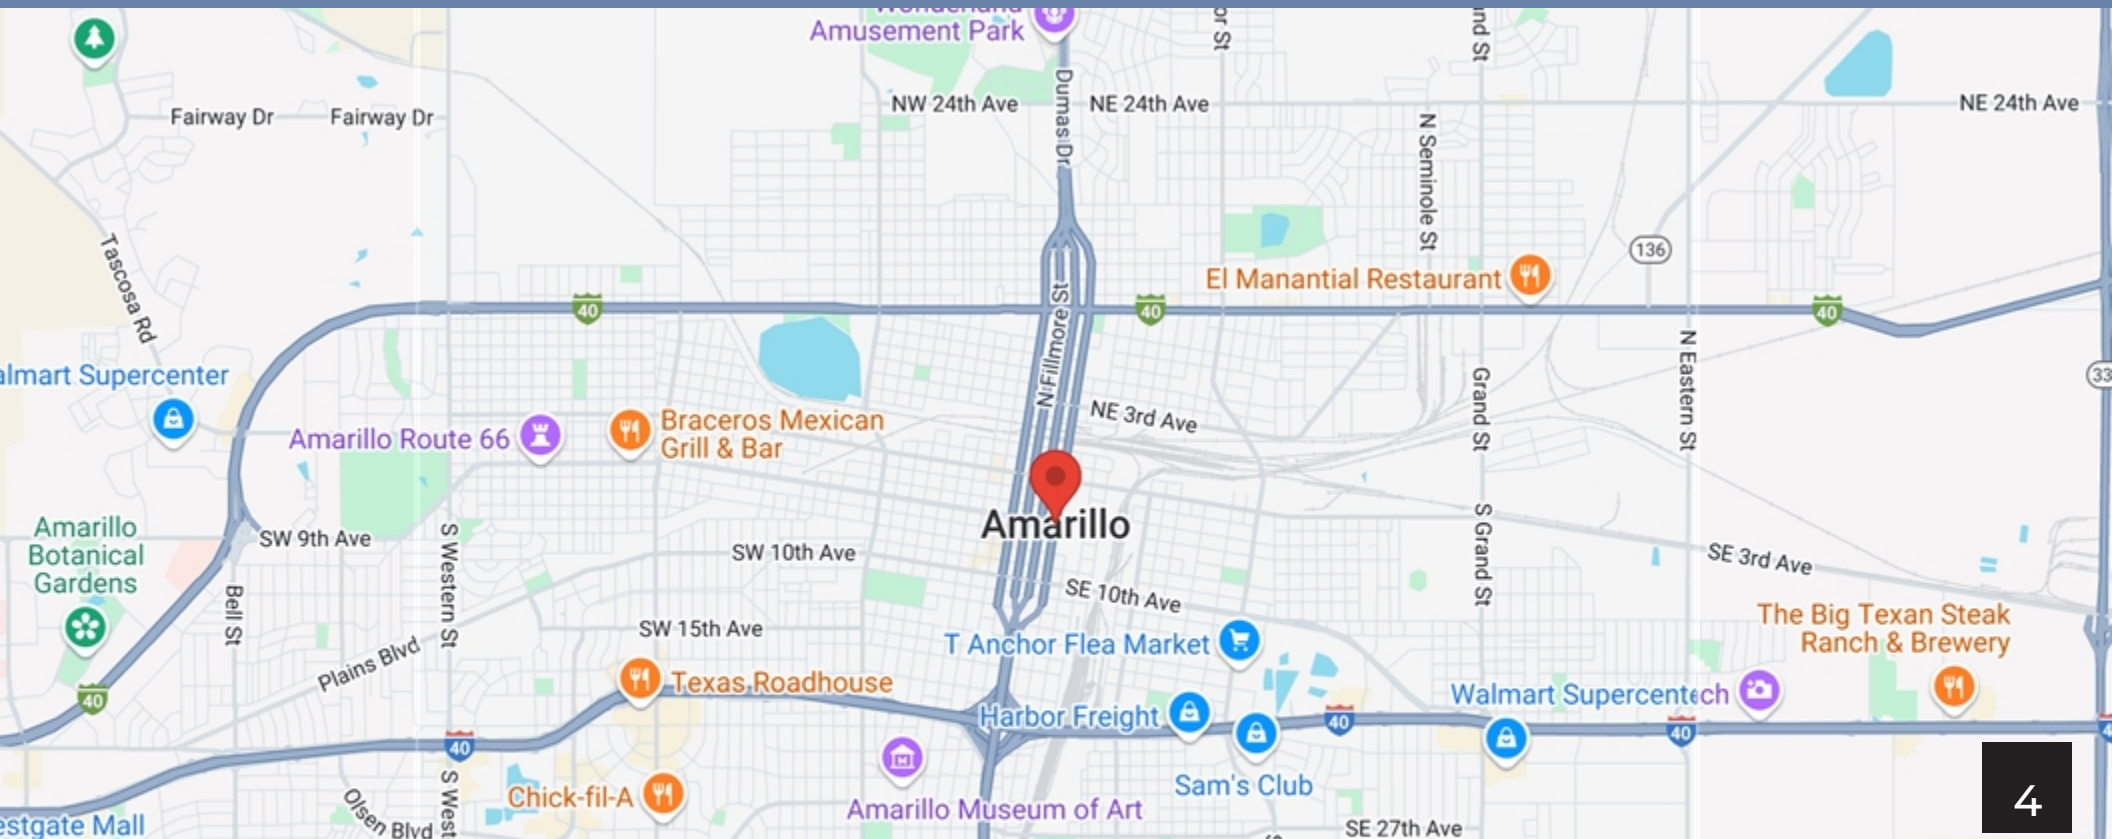 Wonderland
Amusement Park
NW 24th Ave
NE 24th Ave
NE 24th Ave
Dumas Dr
Fairway Dr
Fairway Dr
N Seminole St
136
Tascosa Rd
El Manantial Restaurant
40
40
40
N Fillmore St
N Eastern St
Grand St
Walmart Supercenter
Amarillo Route 66
Braceros Mexican
Grill & Bar
NE 3rd Ave
Amarillo
Amarillo
Botanical
Gardens
SW 9th Ave
S Western St
SW 10th Ave
SE 10th Ave
S Grand St
SE 3rd Ave
Bell St
SW 15th Ave
Plains Blvd
T Anchor Flea Market
The Big Texan Steak
Ranch & Brewery
40
Texas Roadhouse
Harbor Freight
40
Walmart Supercentech
40
40
Sam's Club
Chick-fil-A
Amarillo Museum of Art
S West
Olsen Blvd
estgate Mall
SE 27th Ave
4